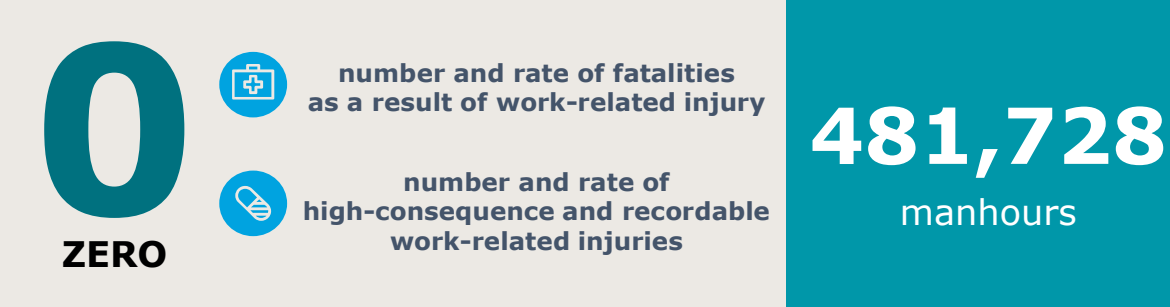 0
ZERO
number and rate of fatalities
as a result of work-related injury
number and rate of
high-consequence and recordable
work-related injuries
481,728
manhours